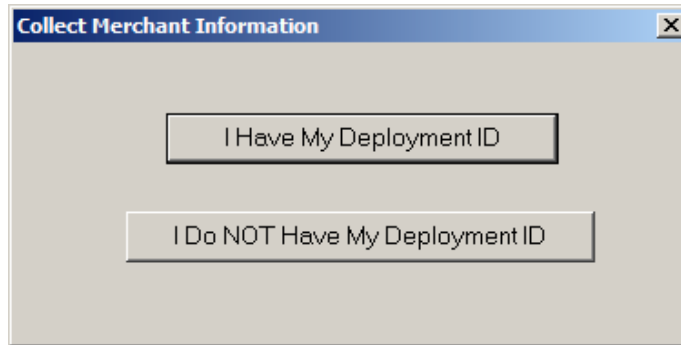 Collect Merchant Information
I Have My Deployment ID
I Do NOT Have My Deployment ID